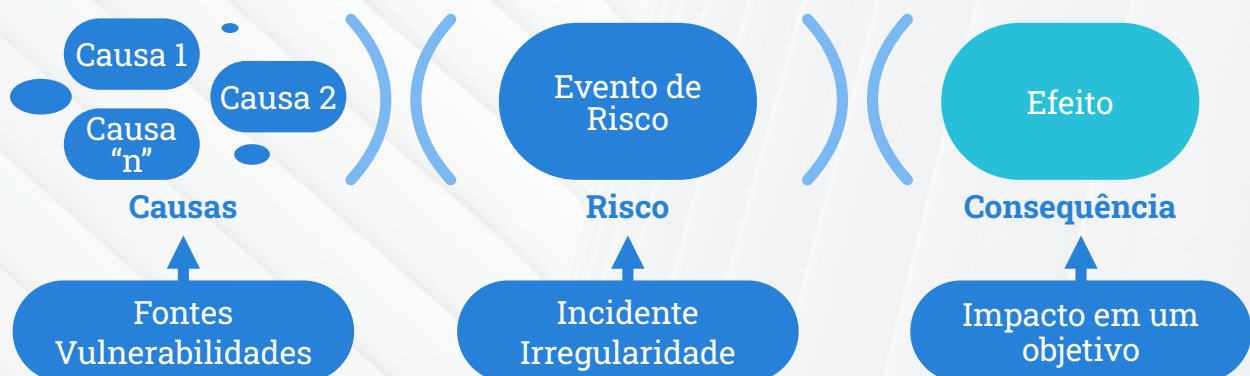 Causa 1
Causa 2
Causa
“n”
Evento de
Risco
Efeito
Causas
Risco
Consequência
Fontes
Vulnerabilidades
Incidente
Irregularidade
Impacto em um
objetivo